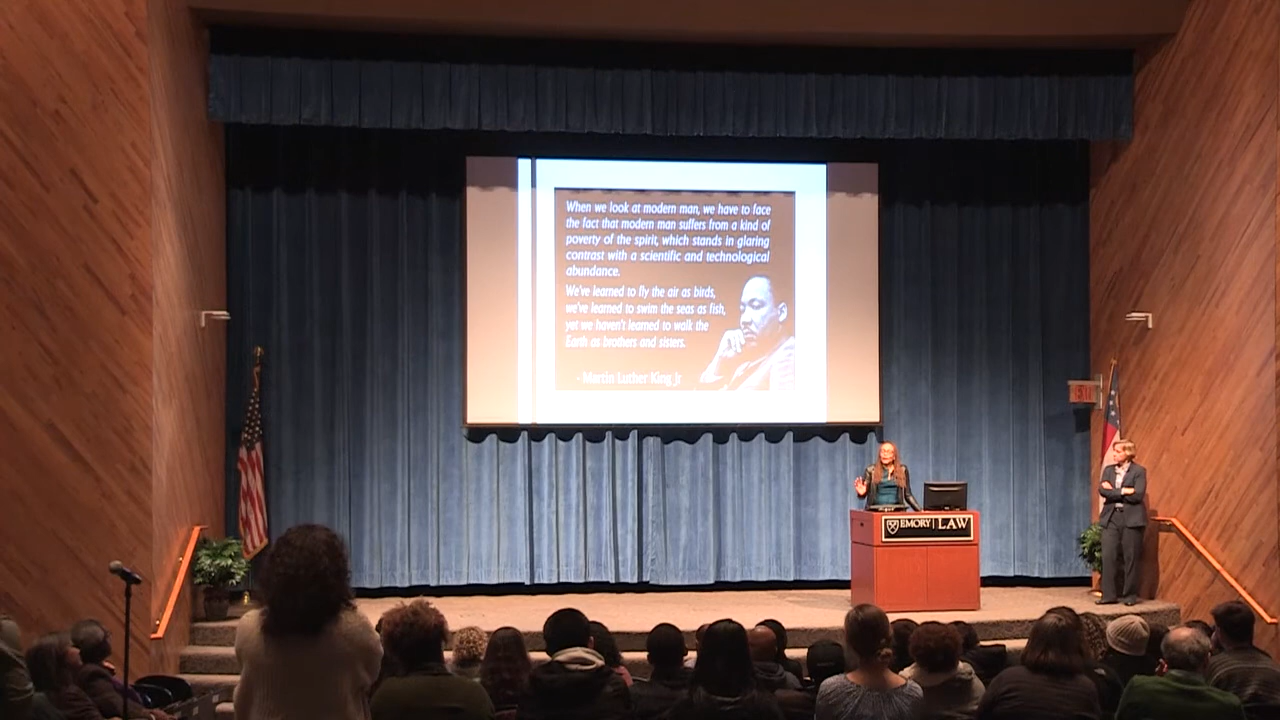 When we look at modern man, we have to face
the fact that modern man suffers from a kind of
poverty of the spirit, which stands in glaring
contrast with a scientific and technological
abundance.
We've learned to fly the air as birds,
we've learned to swim the seas as fish,
yet we haven't learned to walk the
Earth as brothers and sisters.
- Martin Luther King Jr
EMORY | LAW